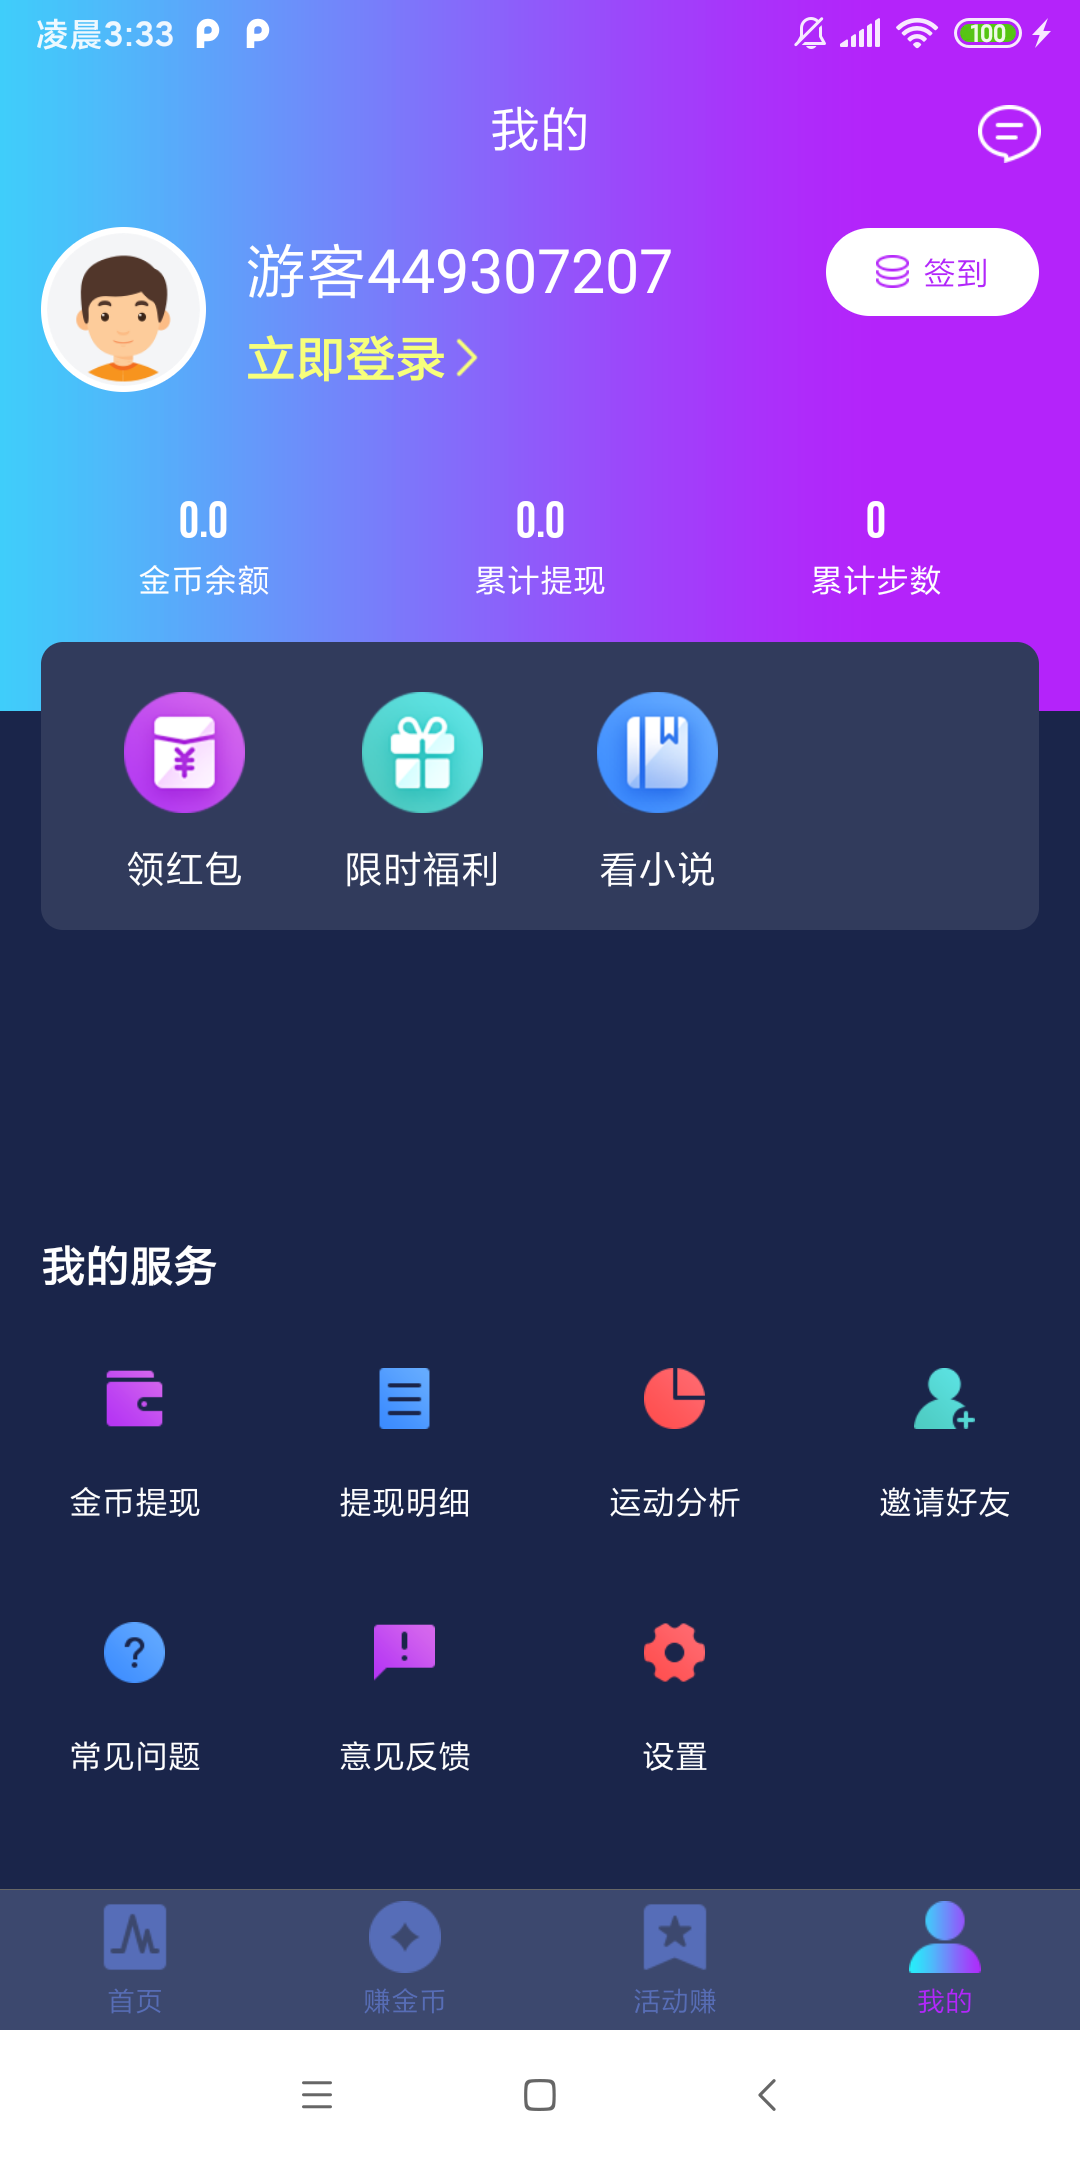 凌晨3:33
100
我的
游客449307207
签到
立即登录
0.0 0.0 0
金币余额 累计提现 累计步数
领红包 限时福利 看小说
我的服务
金币提现 提现明细 运动分析 邀请好友
常见问题 意见反馈 设置
首页 赚金币 活动赚 我的